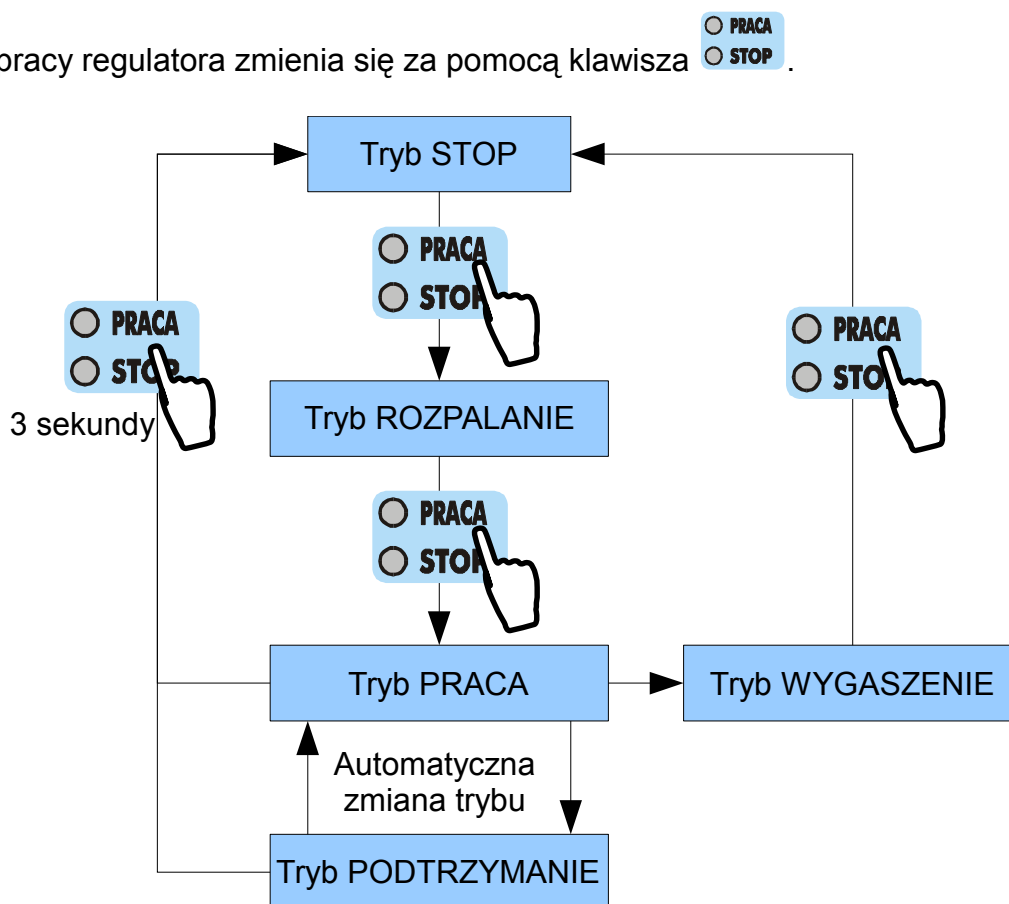 pracy regulatora zmienia się za pomocą klawisza PRACA STOP .
Tryb STOP
PRACA
STOP
PRACA
STOP
3 sekundy
PRACA
STOP
Tryb ROZPALANIE
PRACA
STOP
Tryb PRACA
Tryb WYGASZENIE
Automatyczna
zmiana trybu
Tryb PODTRZYMANIE